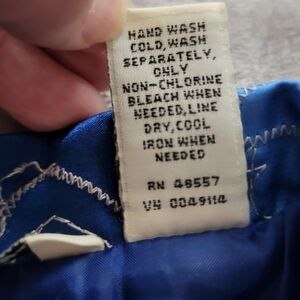 HAND WASH
COLD, WASH
SEPARATELY,
ONLY
NON-CHLORINE
BLEACH WHEN
NEEDED, LINE
DRY, COOL
IRON WHEN
NEEDED
RN 48557
VN 0049114